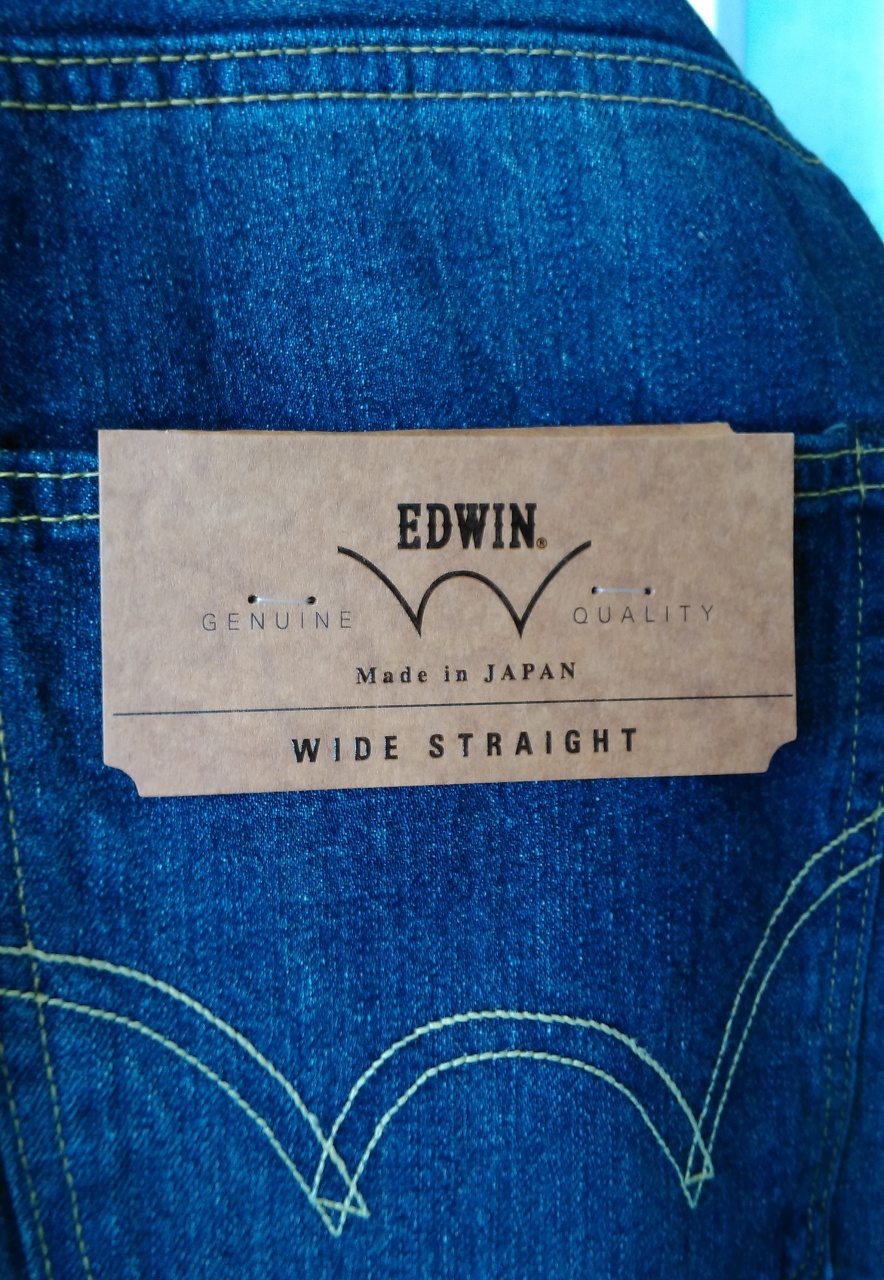 EDWIN®
GENUINE QUALITY
Made in JAPAN
WIDE STRAIGHT